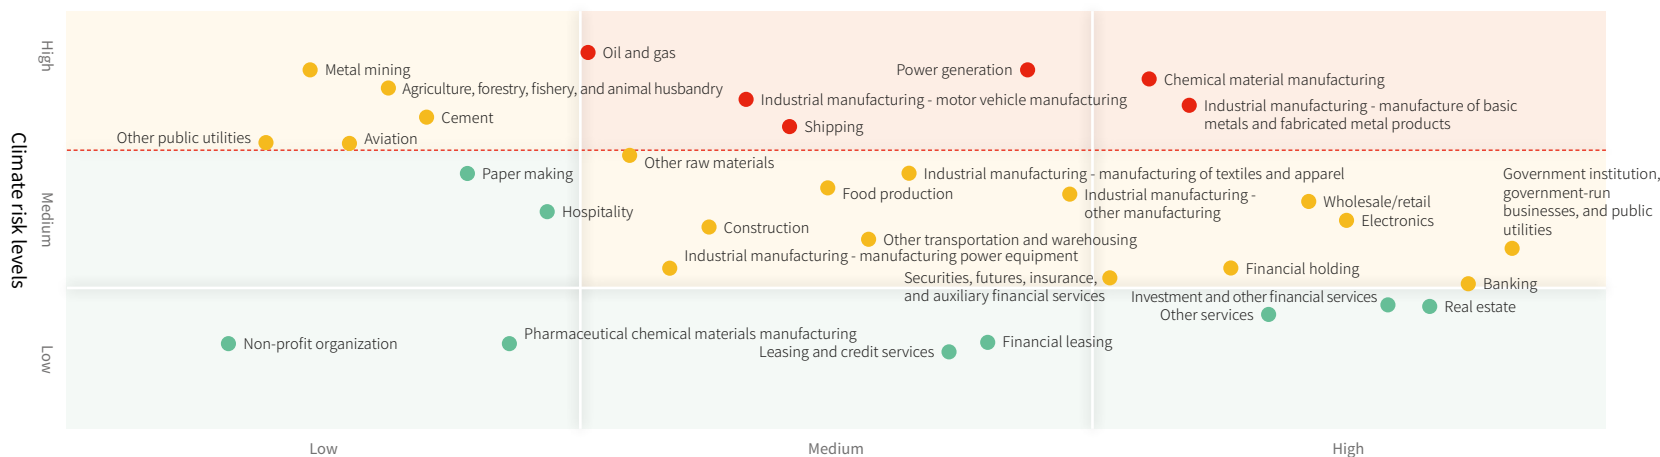 Climate risk levels
High
Medium
Low
Oil and gas
Metal mining
Power generation
Chemical material manufacturing
Agriculture, forestry, fishery, and animal husbandry
Industrial manufacturing - motor vehicle manufacturing
Industrial manufacturing - manufacture of basic
metals and fabricated metal products
Cement
Shipping
Other public utilities
Aviation
Other raw materials
Paper making
Industrial manufacturing - manufacturing of textiles and apparel
Government institution,
government-run
businesses, and public
utilities
Food production
Industrial manufacturing -
other manufacturing
Wholesale/retail
Hospitality
Electronics
Construction
Other transportation and warehousing
Industrial manufacturing - manufacturing power equipment
Financial holding
Securities, futures, insurance,
and auxiliary financial services
Banking
Investment and other financial services
Real estate
Other services
Pharmaceutical chemical materials manufacturing
Non-profit organization
Financial leasing
Leasing and credit services
Low
Medium
High